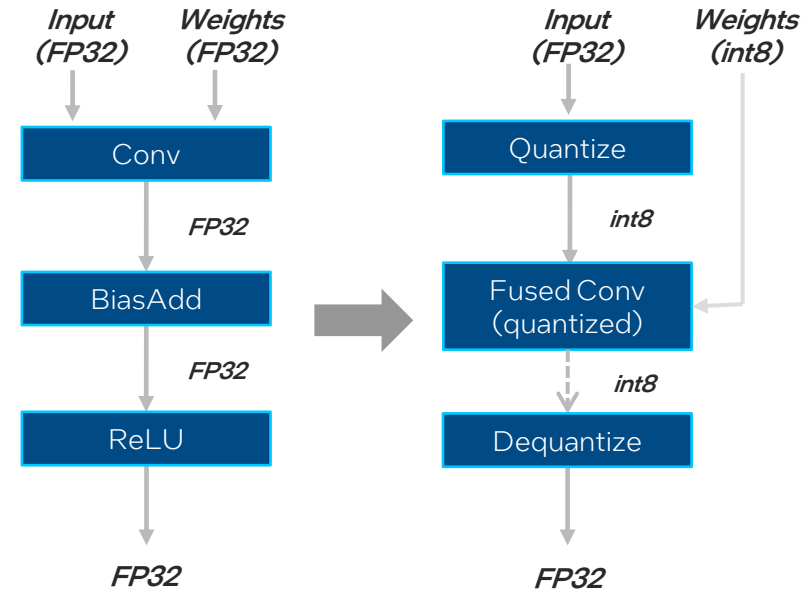 Input
(FP32)
Weights
(FP32)
Conv
FP32
BiasAdd
FP32
ReLU
FP32
Input
(FP32)
Weights
(int8)
Quantize
int8
Fused Conv
(quantized)
int8
Dequantize
FP32